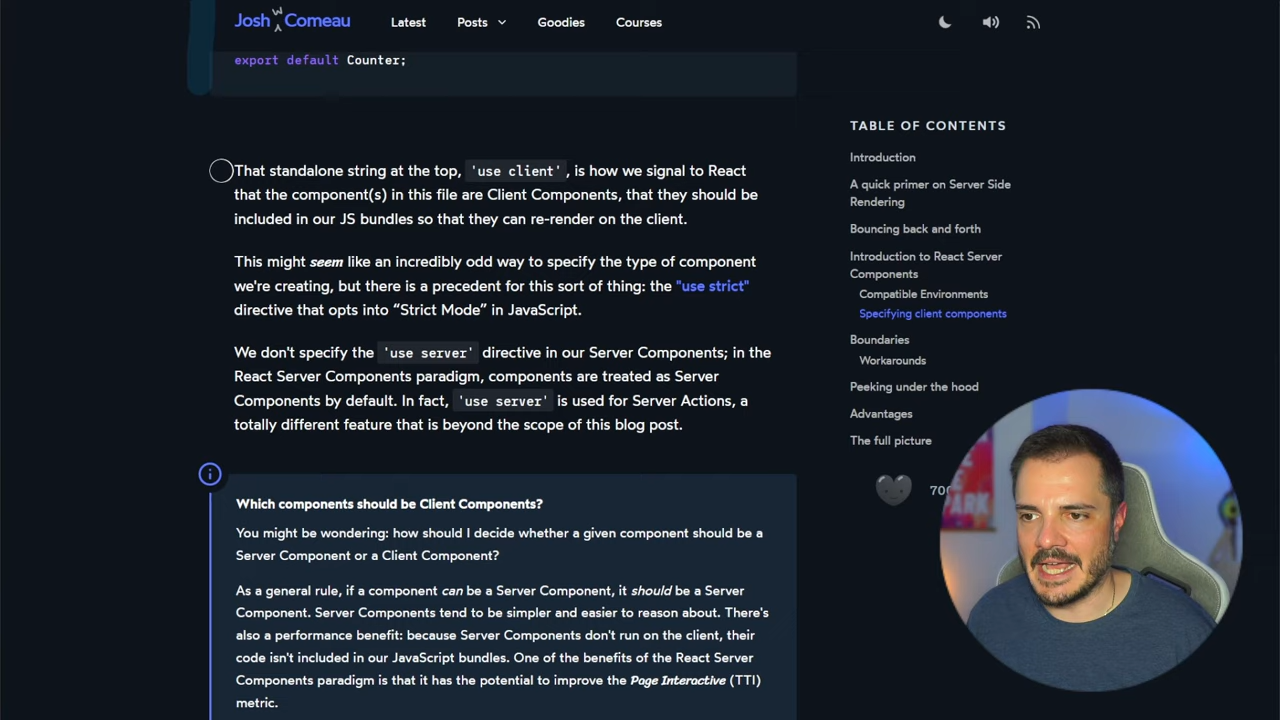 Josh W Comeau
Latest
Posts
Goodies
Courses
export default Counter;
That standalone string at the top, 'use client', is how we signal to React
that the component(s) in this file are Client Components, that they should be
included in our JS bundles so that they can re-render on the client.
This might seem like an incredibly odd way to specify the type of component
we're creating, but there is a precedent for this sort of thing: the "use strict"
directive that opts into “Strict Mode” in JavaScript.
We don't specify the 'use server' directive in our Server Components; in the
React Server Components paradigm, components are treated as Server
Components by default. In fact, 'use server' is used for Server Actions, a
totally different feature that is beyond the scope of this blog post.
Which components should be Client Components?
You might be wondering: how should I decide whether a given component should be a
Server Component or a Client Component?
As a general rule, if a component can be a Server Component, it should be a Server
Component. Server Components tend to be simpler and easier to reason about. There's
also a performance benefit: because Server Components don't run on the client, their
code isn't included in our JavaScript bundles. One of the benefits of the React Server
Components paradigm is that it has the potential to improve the Page Interactive (TTI)
metric.
TABLE OF CONTENTS
Introduction
A quick primer on Server Side
Rendering
Bouncing back and forth
Introduction to React Server
Components
Compatible Environments
Specifying client components
Boundaries
Workarounds
Peeking under the hood
Advantages
The full picture